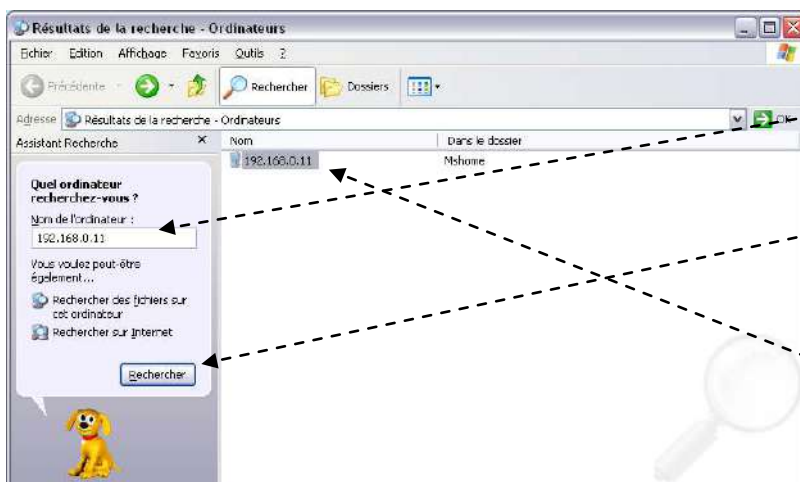 Résultats de la recherche - Ordinateurs
Fichier Edition Affichage Favoris Outils ?
Précédente Rechercher Dossiers
Adresse Résultats de la recherche - Ordinateurs OK
Assistant Recherche × Nom Dans le dossier
192.168.0.11 Mshome
Quel ordinateur
recherchez-vous ?
Nom de l'ordinateur :
192.168.0.11
Vous voulez peut-être
également...
Rechercher des fichiers sur
cet ordinateur
Rechercher sur Internet
Rechercher